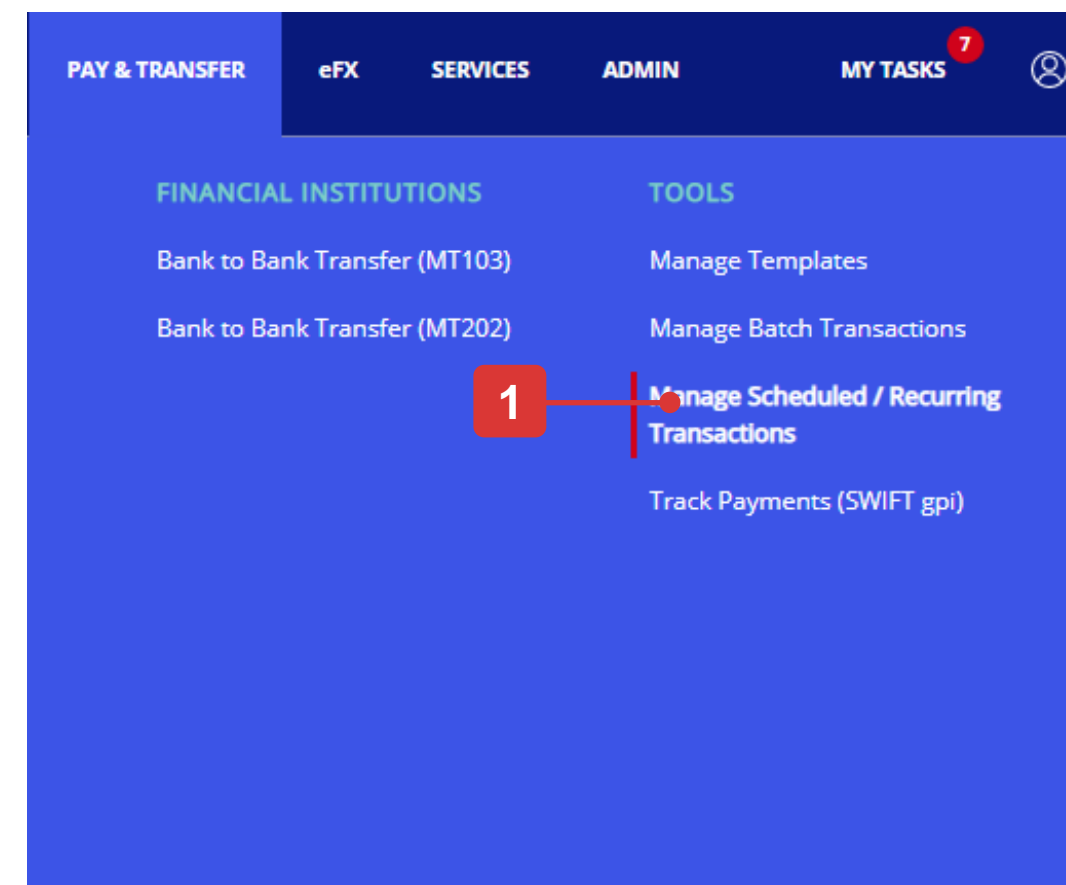 PAY & TRANSFER eFX SERVICES ADMIN MY TASKS 7
FINANCIAL INSTITUTIONS
Bank to Bank Transfer (MT103)
Bank to Bank Transfer (MT202)
TOOLS
Manage Templates
Manage Batch Transactions
1
Manage Scheduled / Recurring
Transactions
Track Payments (SWIFT gpi)